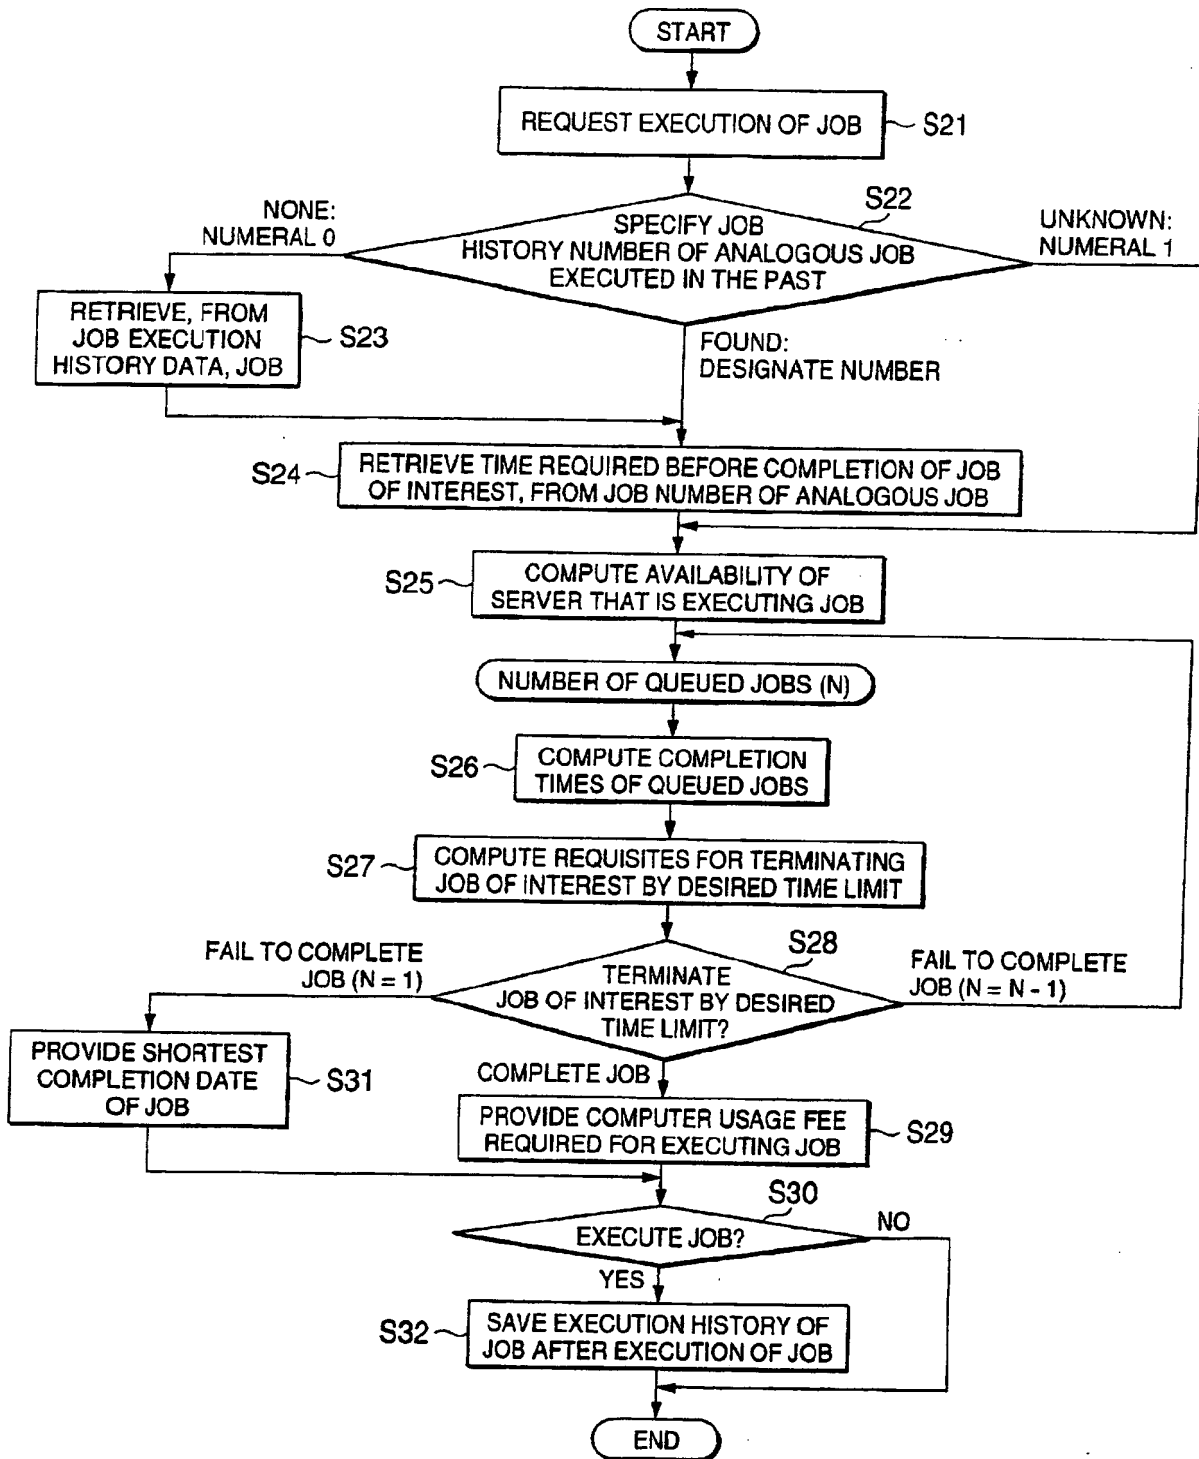 START
REQUEST EXECUTION OF JOB
S21
S22
NONE:
NUMERAL 0
SPECIFY JOB
HISTORY NUMBER OF ANALOGOUS JOB
EXECUTED IN THE PAST
UNKNOWN:
NUMERAL 1
RETRIEVE, FROM
JOB EXECUTION
HISTORY DATA, JOB
S23
FOUND:
DESIGNATE NUMBER
S24
RETRIEVE TIME REQUIRED BEFORE COMPLETION OF JOB
OF INTEREST, FROM JOB NUMBER OF ANALOGOUS JOB
S25
COMPUTE AVAILABILITY OF
SERVER THAT IS EXECUTING JOB
NUMBER OF QUEUED JOBS (N)
S26
COMPUTE COMPLETION
TIMES OF QUEUED JOBS
S27
COMPUTE REQUISITES FOR TERMINATING
JOB OF INTEREST BY DESIRED TIME LIMIT
S28
FAIL TO COMPLETE
JOB (N = 1)
TERMINATE
JOB OF INTEREST BY DESIRED
TIME LIMIT?
FAIL TO COMPLETE
JOB (N = N - 1)
PROVIDE SHORTEST
COMPLETION DATE
OF JOB
S31
COMPLETE JOB
PROVIDE COMPUTER USAGE FEE
REQUIRED FOR EXECUTING JOB
S29
S30
EXECUTE JOB?
NO
YES
S32
SAVE EXECUTION HISTORY OF
JOB AFTER EXECUTION OF JOB
END